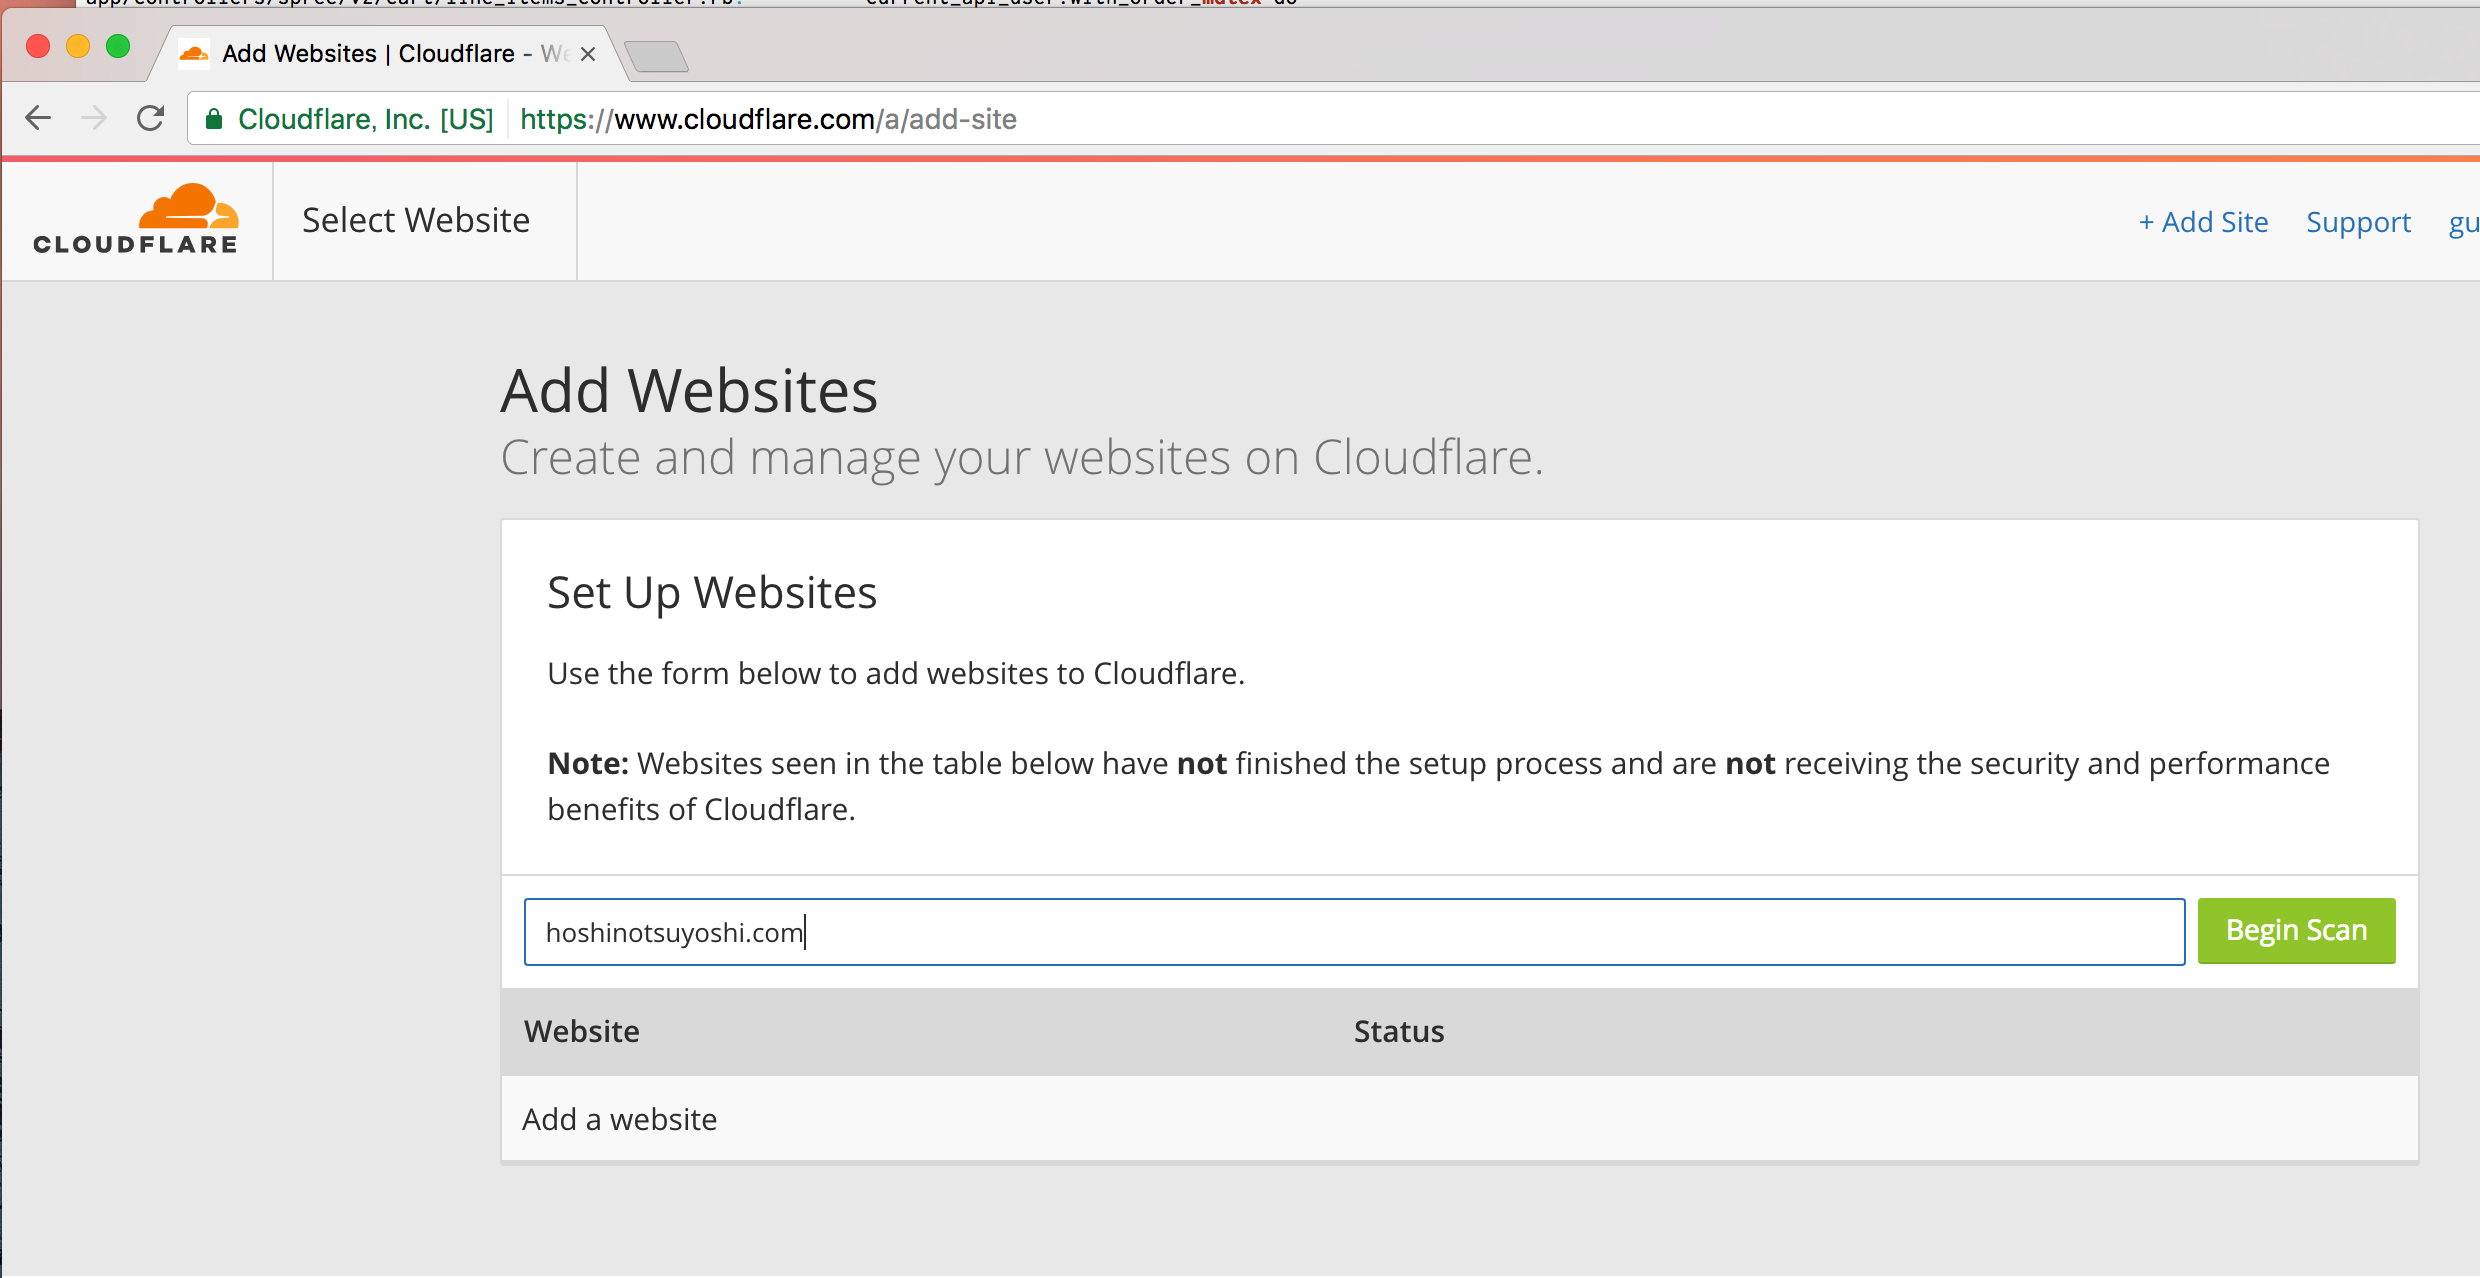 Add Websites | Cloudflare - We
Cloudflare, Inc. [US] https://www.cloudflare.com/a/add-site
CLOUDFLARE
Select Website
+ Add Site Support gu
Add Websites
Create and manage your websites on Cloudflare.
Set Up Websites
Use the form below to add websites to Cloudflare.
Note: Websites seen in the table below have not finished the setup process and are not receiving the security and performance
benefits of Cloudflare.
hoshinotsuyoshi.com
Begin Scan
Website Status
Add a website